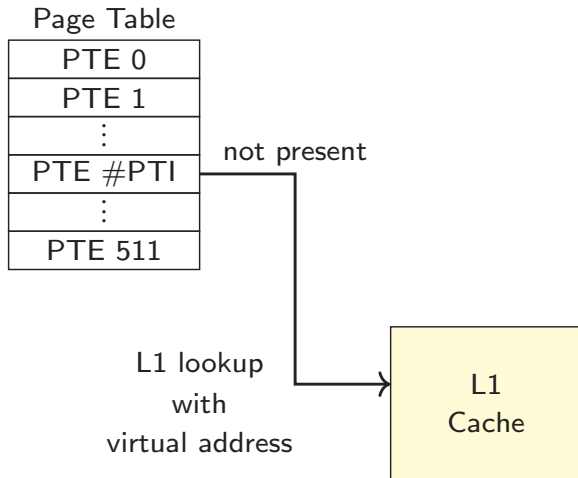 Page Table
PTE 0
PTE 1
⋮
PTE #PTI
⋮
PTE 511
not present
L1 lookup
with
virtual address
L1
Cache